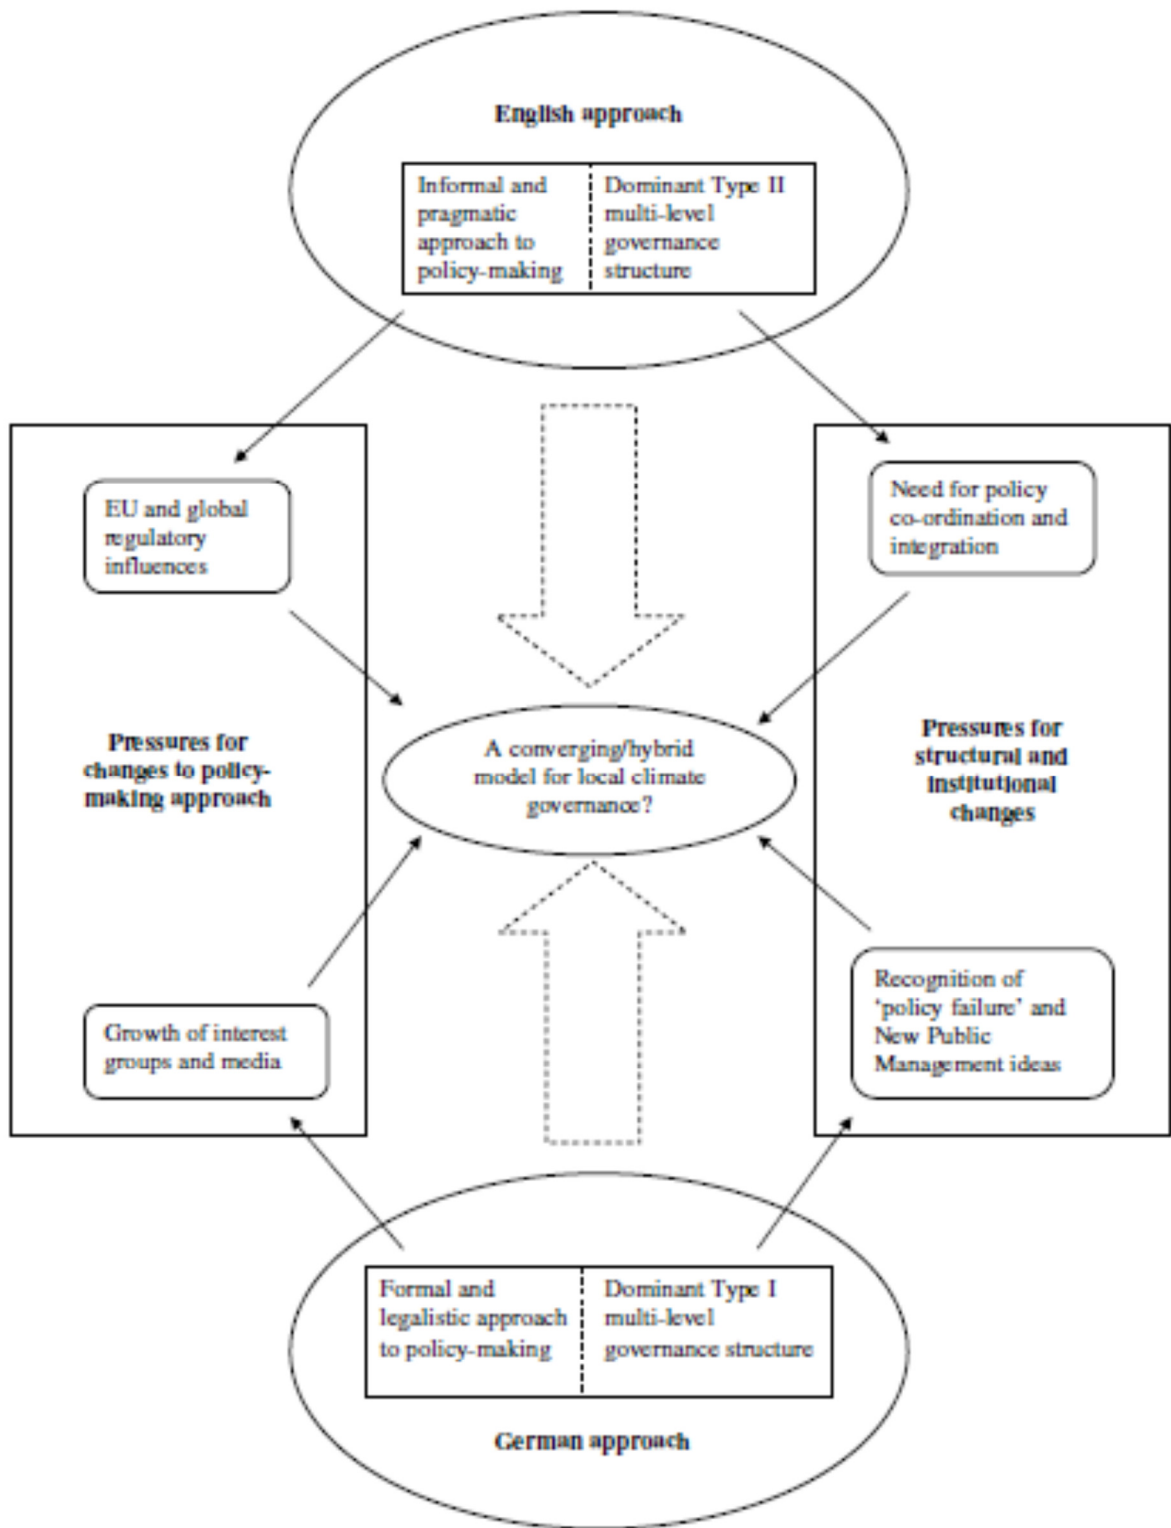 English approach
Informal and
pragmatic
approach to
policy-making
Dominant Type II
multi-level
governance
structure
EU and global
regulatory
influences
Need for policy
co-ordination and
integration
Pressures for
changes to policy-
making approach
A converging/hybrid
model for local climate
governance?
Pressures for
structural and
institutional
changes
Growth of interest
groups and media
Recognition of
‘policy failure’ and
New Public
Management ideas
Formal and
legalistic approach
to policy-making
Dominant Type I
multi-level
governance structure
German approach